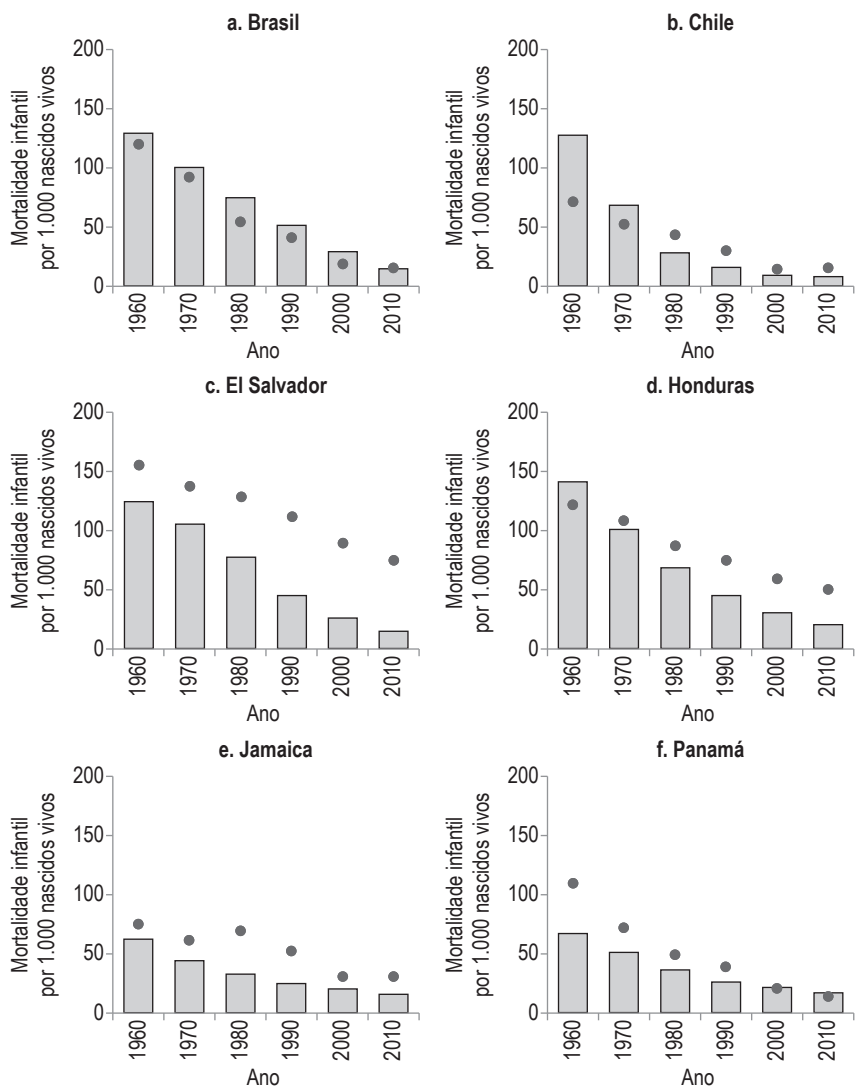 a. Brasil
Mortalidade infantil
por 1.000 nascidos vivos
200
150
100
50
0
1960
1970
1980
1990
2000
2010
Ano
b. Chile
Mortalidade infantil
por 1.000 nascidos vivos
200
150
100
50
0
1960
1970
1980
1990
2000
2010
Ano
c. El Salvador
Mortalidade infantil
por 1.000 nascidos vivos
200
150
100
50
0
1960
1970
1980
1990
2000
2010
Ano
d. Honduras
Mortalidade infantil
por 1.000 nascidos vivos
200
150
100
50
0
1960
1970
1980
1990
2000
2010
Ano
e. Jamaica
Mortalidade infantil
por 1.000 nascidos vivos
200
150
100
50
0
1960
1970
1980
1990
2000
2010
Ano
f. Panamá
Mortalidade infantil
por 1.000 nascidos vivos
200
150
100
50
0
1960
1970
1980
1990
2000
2010
Ano